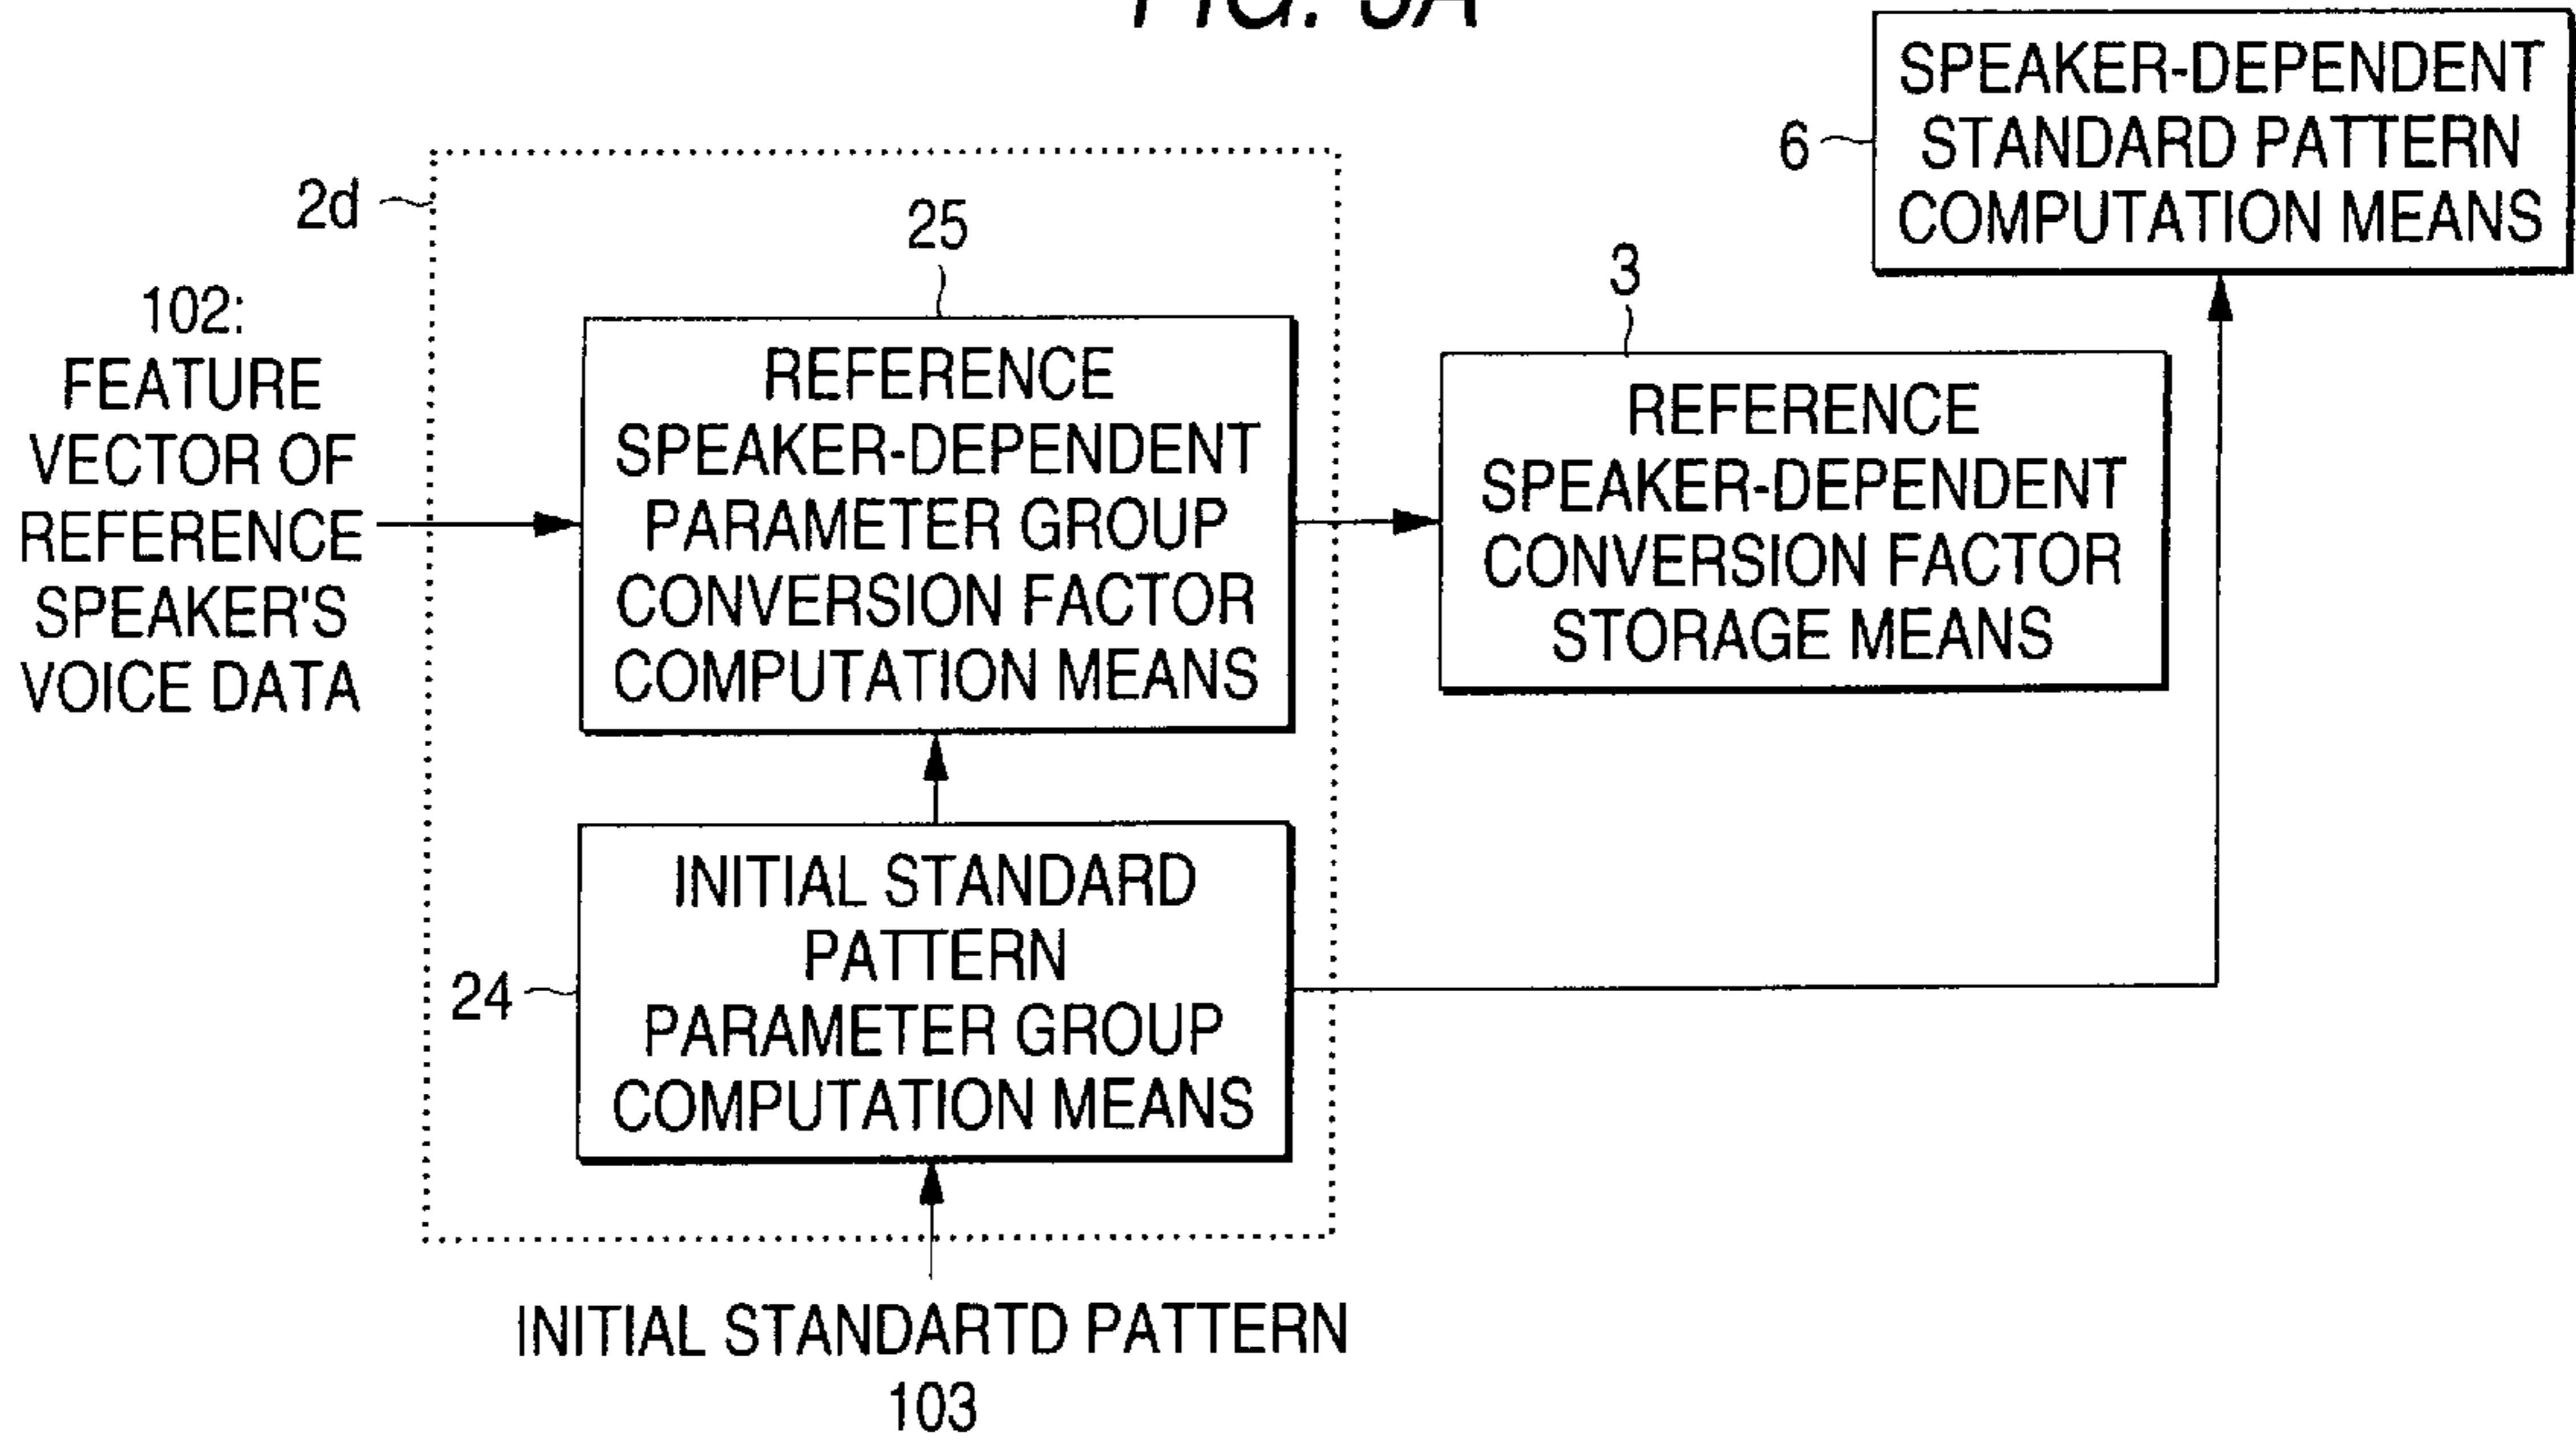 FIG.
SPEAKER-DEPENDENT
STANDARD PATTERN
COMPUTATION MEANS
6
2d
25
3
102:
FEATURE
VECTOR OF
REFERENCE
SPEAKER'S
VOICE DATA
REFERENCE
SPEAKER-DEPENDENT
PARAMETER GROUP
CONVERSION FACTOR
COMPUTATION MEANS
REFERENCE
SPEAKER-DEPENDENT
CONVERSION FACTOR
STORAGE MEANS
24
INITIAL STANDARD
PATTERN
PARAMETER GROUP
COMPUTATION MEANS
INITIAL STANDARTD PATTERN
103